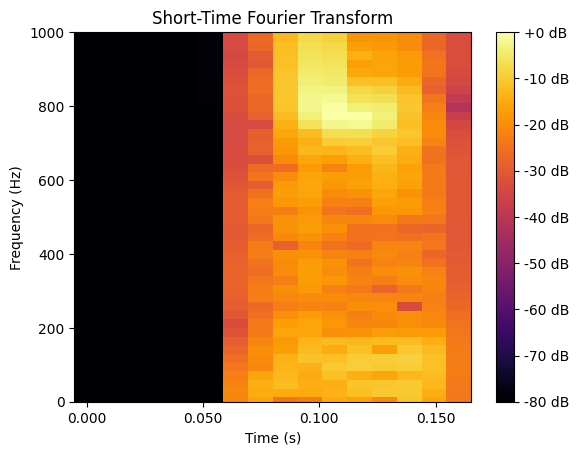 Short-Time Fourier Transform
Frequency (Hz)
1000
800
600
400
200
0
0.000
0.050
0.100
0.150
Time (s)
+0 dB
-10 dB
-20 dB
-30 dB
-40 dB
-50 dB
-60 dB
-70 dB
-80 dB